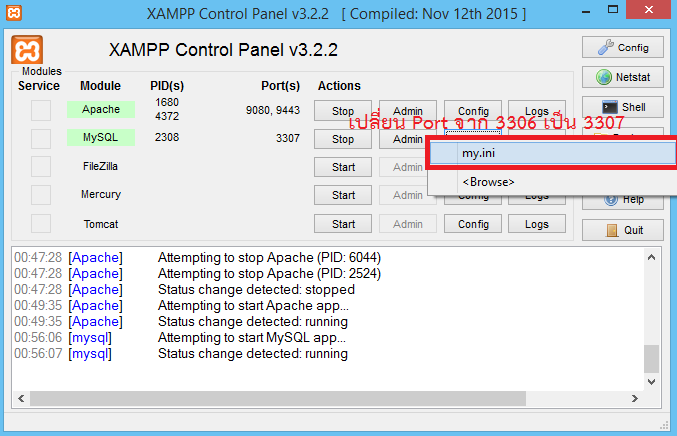 XAMPP Control Panel v3.2.2 [ Compiled: Nov 12th 2015 ]
XAMPP Control Panel v3.2.2
Config
Modules
Service Module PID(s) Port(s) Actions
Netstat
Apache 1680 4372 9080, 9443 Stop Admin Config Logs
Shell
เปลี่ยน Port จาก 3306 เป็น 3307
MySQL 2308 3307 Stop Admin
my.ini
FileZilla Start
<Browse>
Mercury Start Admin Config Logs
Help
Tomcat Start Admin Config Logs
Quit
00:47:28 [Apache] Attempting to stop Apache (PID: 6044)
00:47:28 [Apache] Attempting to stop Apache (PID: 2524)
00:47:28 [Apache] Status change detected: stopped
00:49:35 [Apache] Attempting to start Apache app...
00:49:35 [Apache] Status change detected: running
00:56:06 [mysql] Attempting to start MySQL app...
00:56:07 [mysql] Status change detected: running